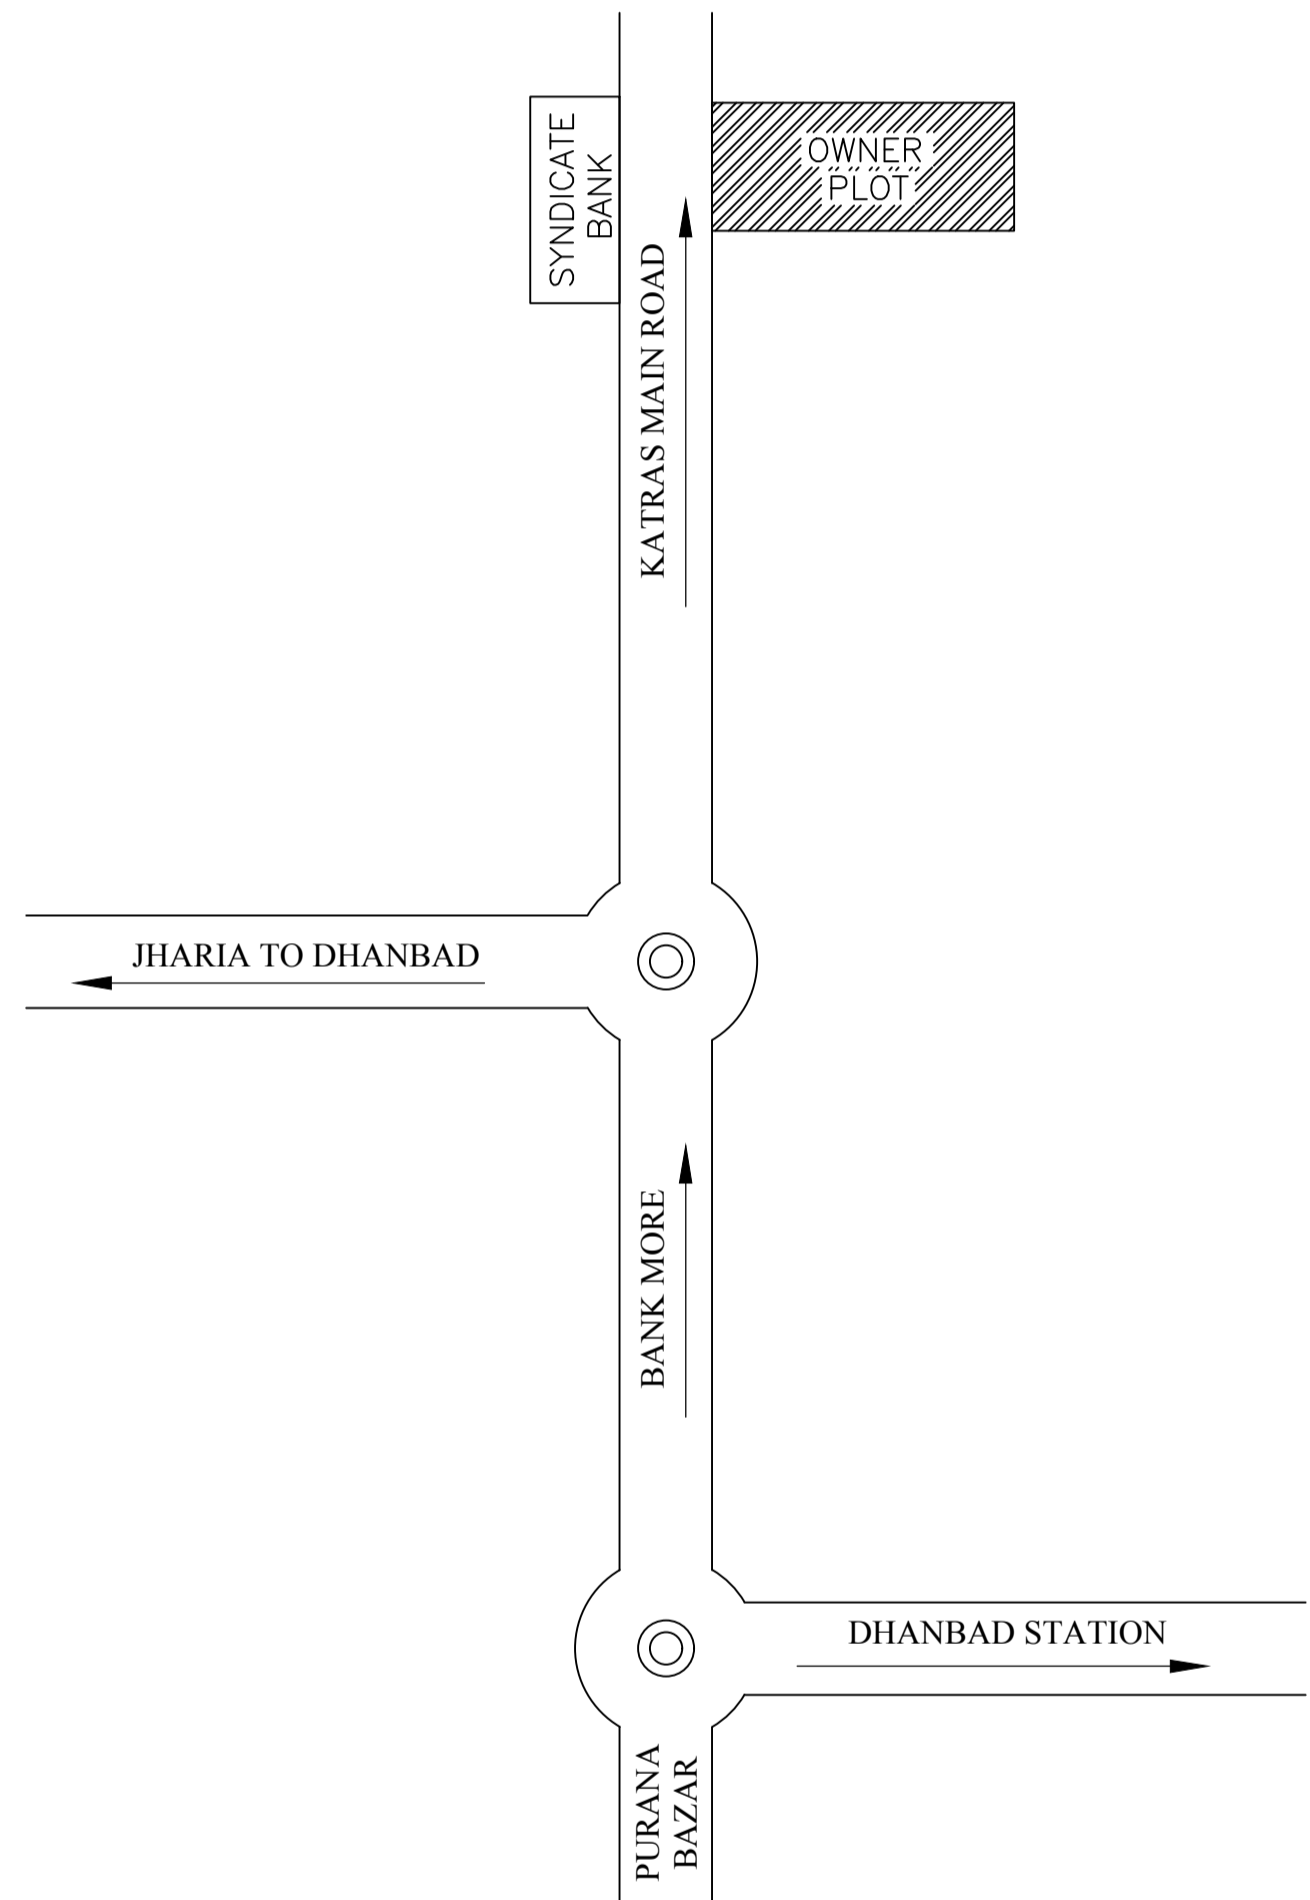 SYNDICATE
BANK
OWNER
PLOT
KATRAS MAIN ROAD
JHARIA TO DHANBAD
BANK MORE
DHANBAD STATION
PURANA
BAZAR